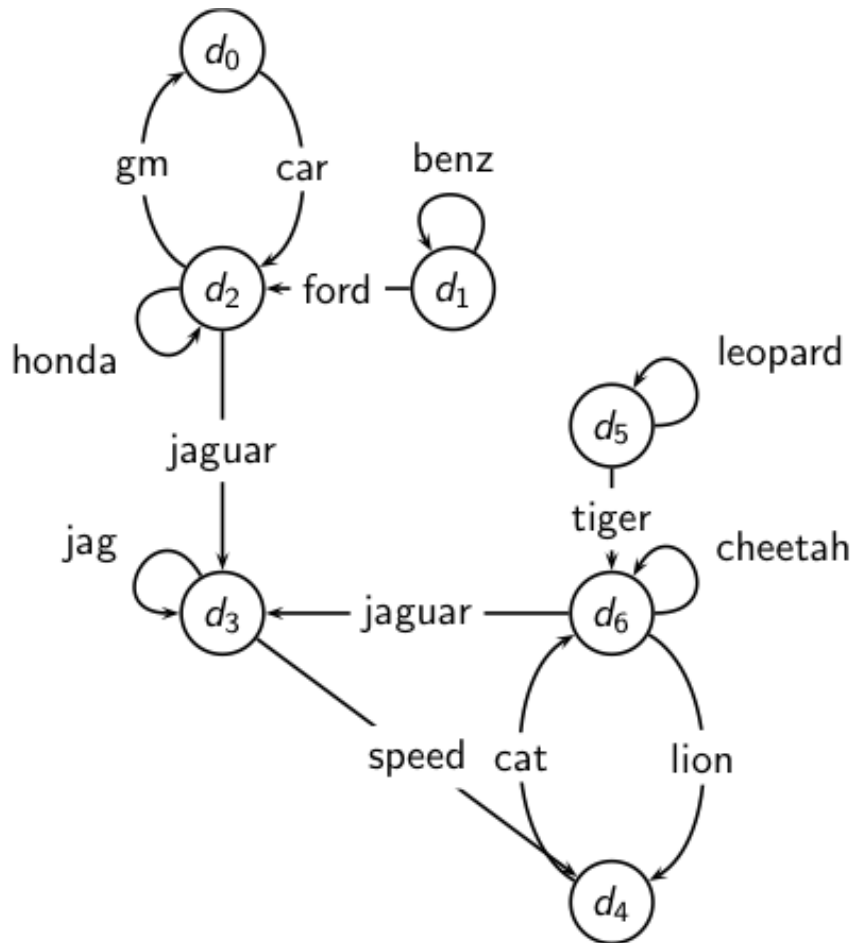 d₀
gm
car
benz
d₂
ford
d₁
honda
leopard
d₅
jaguar
tiger
jag
cheetah
d₃
jaguar
d₆
speed
cat
lion
d₄